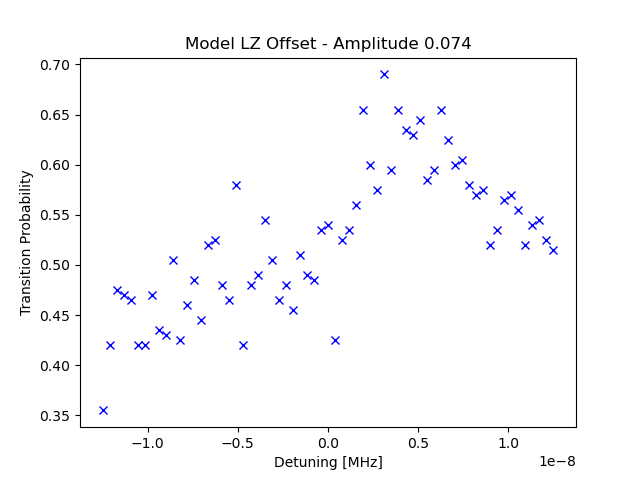 Model LZ Offset - Amplitude 0.074
Transition Probability
0.70
0.65
0.60
0.55
0.50
0.45
0.40
0.35
−1.0 −0.5 0.0 0.5 1.0
1e−8
Detuning [MHz]